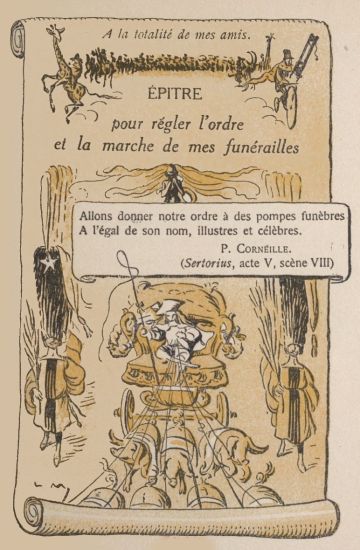 A la totalité de mes amis.
ÉPITRE
pour régler l'ordre
et la marche de mes funérailles
Allons donner notre ordre à des pompes funèbres
A l'égal de son nom, illustres et célèbres.
P. CORNEILLE.
(Sertorius, acte V, scène VIII)